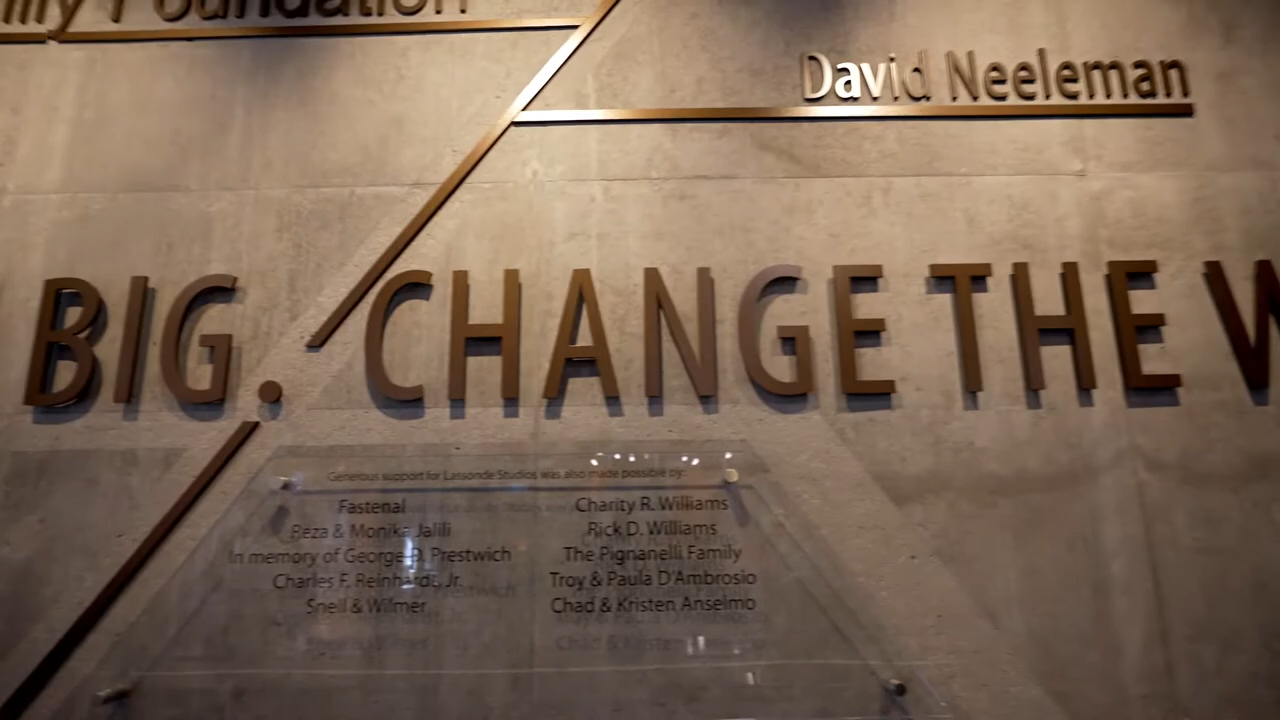 Foundation
David Neeleman
BIG. CHANGE THE
Generous support for Lassonde Studios was also made possible by:
Fastenal
Reza & Monika Jalili
In memory of George D. Prestwich
Charles F. Reinhardt, Jr.
Snell & Wilmer
Charity R. Williams
Rick D. Williams
The Pignanelli Family
Troy & Paula D'Ambrosio
Chad & Kristen Anselmo